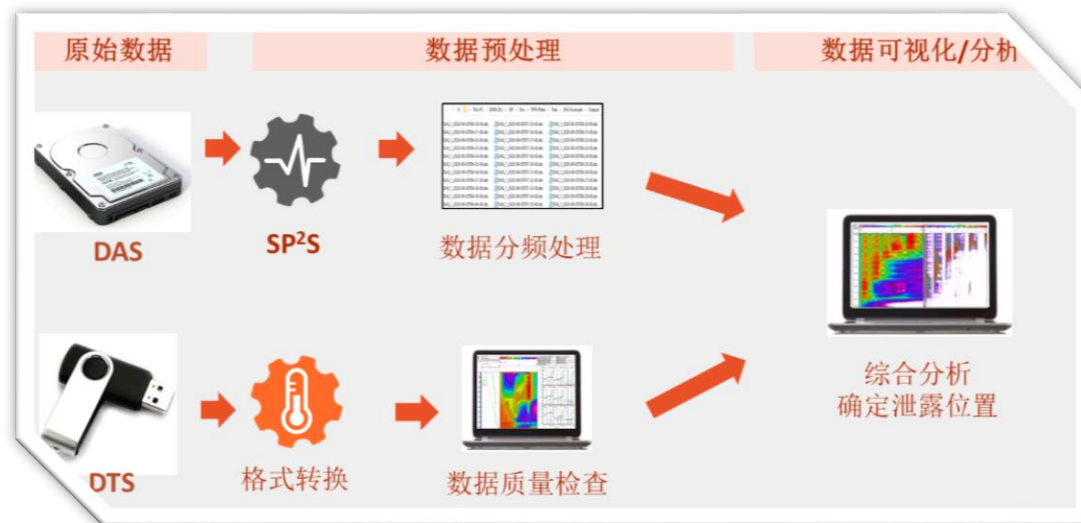 原始数据
数据预处理
数据可视化/分析
DAS
SP²S
数据分频处理
DTS
格式转换
数据质量检查
综合分析
确定泄露位置